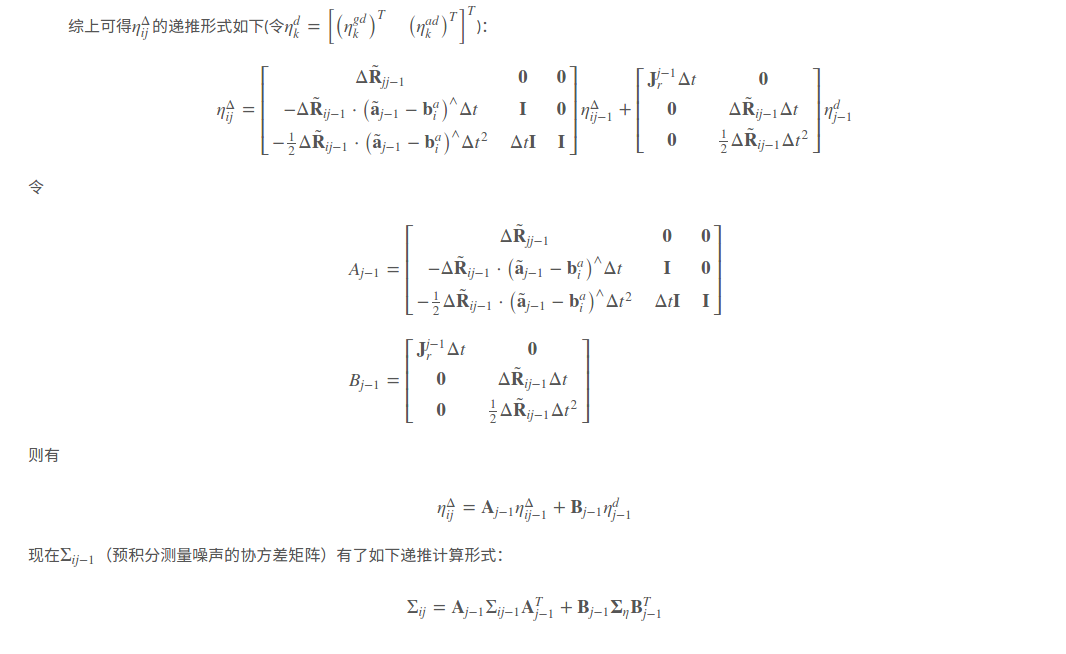 综上可得$\eta_{ij}^{\Delta}$的递推形式如下(令$\eta_k^d = \begin{bmatrix} \left(\eta_k^{gd}\right)^T & \left(\eta_k^{ad}\right)^T \end{bmatrix}^T$)：
$\eta_{ij}^{\Delta} = \begin{bmatrix} \Delta\tilde{\mathbf{R}}_{jj-1} & \mathbf{0} & \mathbf{0} \\ -\Delta\tilde{\mathbf{R}}_{ij-1} \cdot \left(\tilde{\mathbf{a}}_{j-1} - \mathbf{b}_i^a\right)^{\wedge} \Delta t & \mathbf{I} & \mathbf{0} \\ -\frac{1}{2}\Delta\tilde{\mathbf{R}}_{ij-1} \cdot \left(\tilde{\mathbf{a}}_{j-1} - \mathbf{b}_i^a\right)^{\wedge} \Delta t^2 & \Delta t\mathbf{I} & \mathbf{I} \end{bmatrix} \eta_{ij-1}^{\Delta} + \begin{bmatrix} \mathbf{J}_r^{j-1}\Delta t & \mathbf{0} \\ \mathbf{0} & \Delta\tilde{\mathbf{R}}_{ij-1}\Delta t \\ \mathbf{0} & \frac{1}{2}\Delta\tilde{\mathbf{R}}_{ij-1}\Delta t^2 \end{bmatrix} \eta_{j-1}^d$
令
$A_{j-1} = \begin{bmatrix} \Delta\tilde{\mathbf{R}}_{jj-1} & \mathbf{0} & \mathbf{0} \\ -\Delta\tilde{\mathbf{R}}_{ij-1} \cdot \left(\tilde{\mathbf{a}}_{j-1} - \mathbf{b}_i^a\right)^{\wedge} \Delta t & \mathbf{I} & \mathbf{0} \\ -\frac{1}{2}\Delta\tilde{\mathbf{R}}_{ij-1} \cdot \left(\tilde{\mathbf{a}}_{j-1} - \mathbf{b}_i^a\right)^{\wedge} \Delta t^2 & \Delta t\mathbf{I} & \mathbf{I} \end{bmatrix}$
$B_{j-1} = \begin{bmatrix} \mathbf{J}_r^{j-1}\Delta t & \mathbf{0} \\ \mathbf{0} & \Delta\tilde{\mathbf{R}}_{ij-1}\Delta t \\ \mathbf{0} & \frac{1}{2}\Delta\tilde{\mathbf{R}}_{ij-1}\Delta t^2 \end{bmatrix}$
则有
$\eta_{ij}^{\Delta} = \mathbf{A}_{j-1}\eta_{ij-1}^{\Delta} + \mathbf{B}_{j-1}\eta_{j-1}^d$
现在$\Sigma_{ij-1}$（预积分测量噪声的协方差矩阵）有了如下递推计算形式：
$\Sigma_{ij} = \mathbf{A}_{j-1}\Sigma_{ij-1}\mathbf{A}_{j-1}^T + \mathbf{B}_{j-1}\mathbf{\Sigma}_{\eta}\mathbf{B}_{j-1}^T$